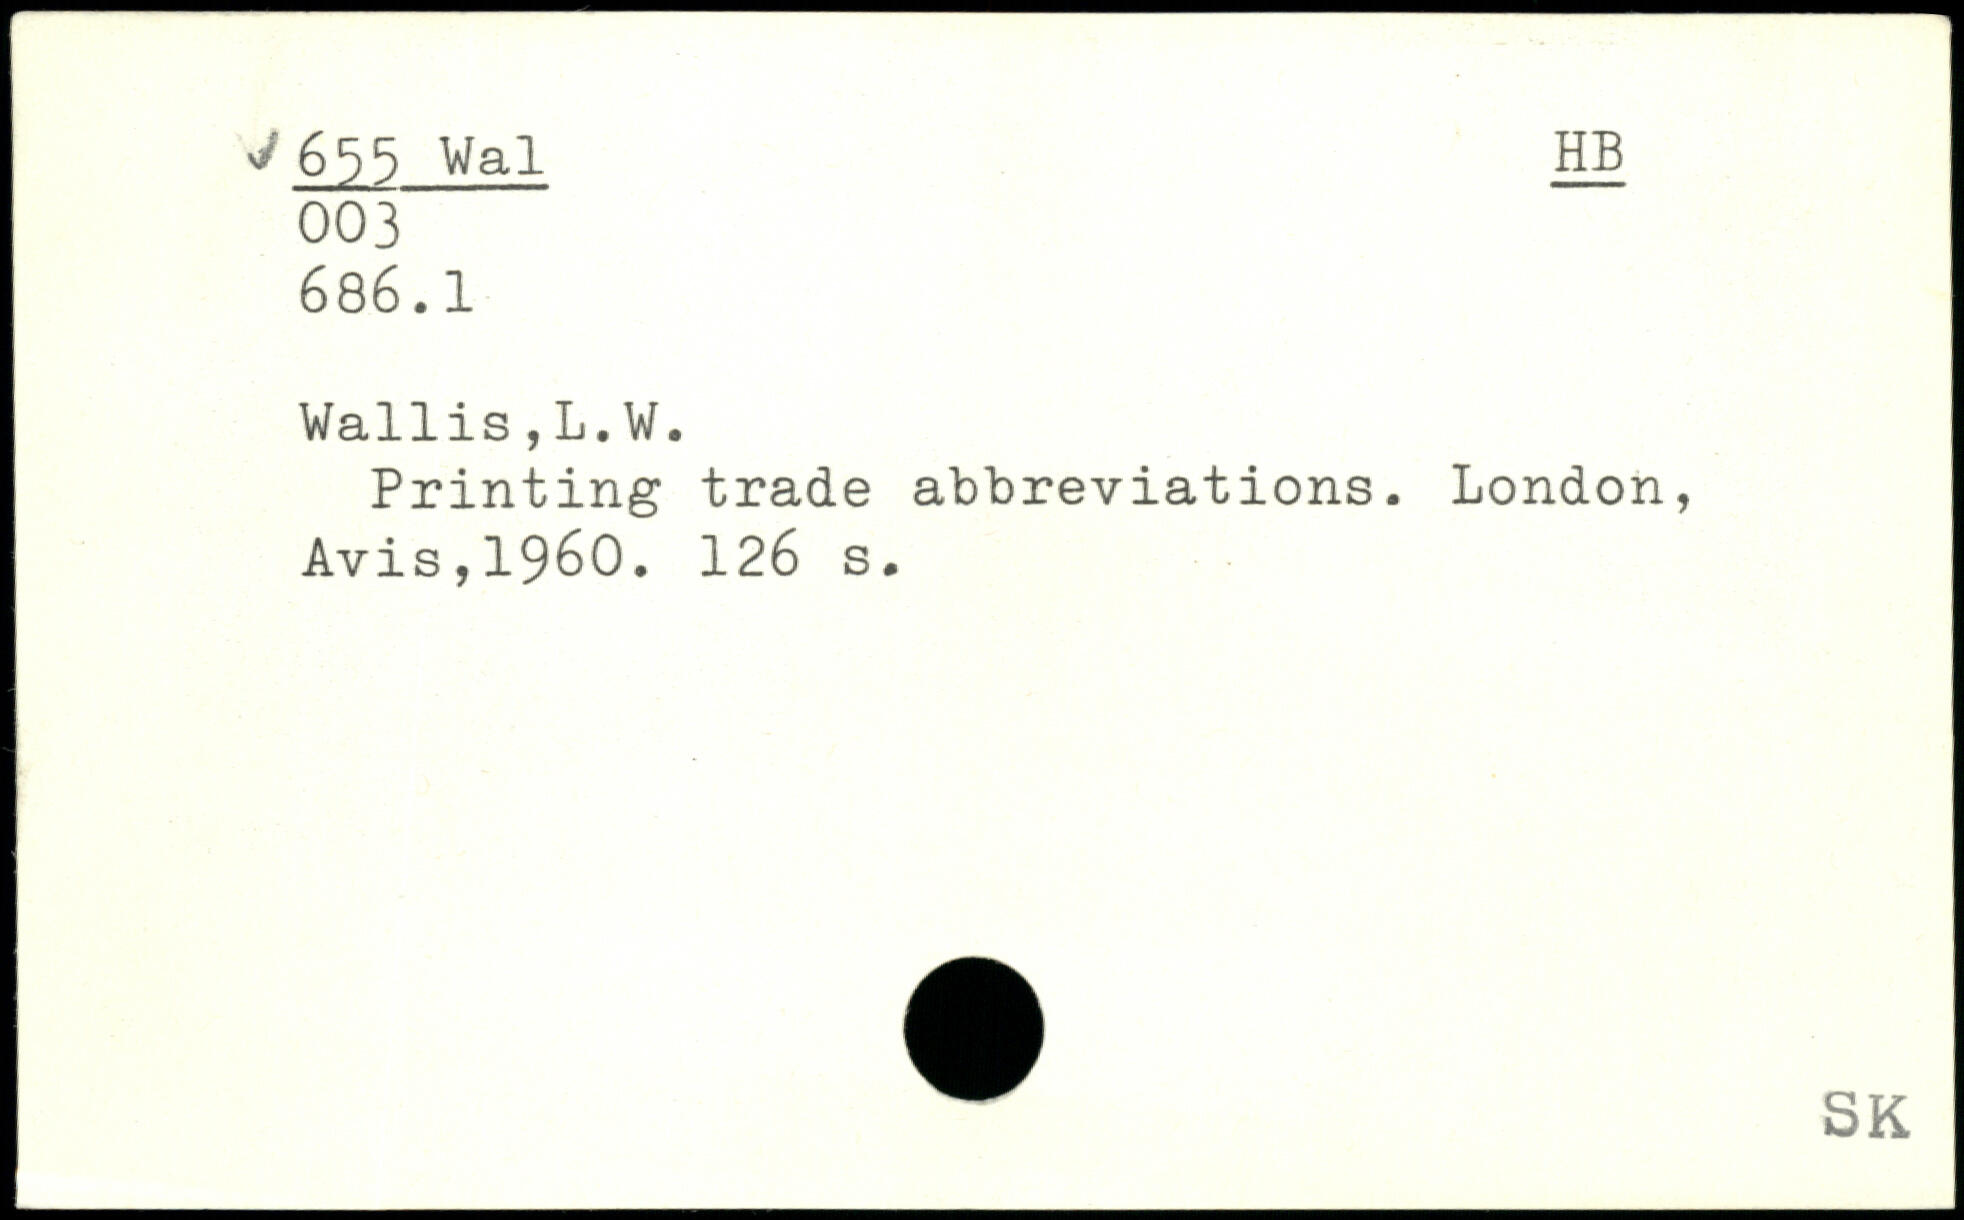 ✓ 655 Wal HB
003
686.1
Wallis,L.W.
Printing trade abbreviations. London,
Avis,1960. 126 s.
SK